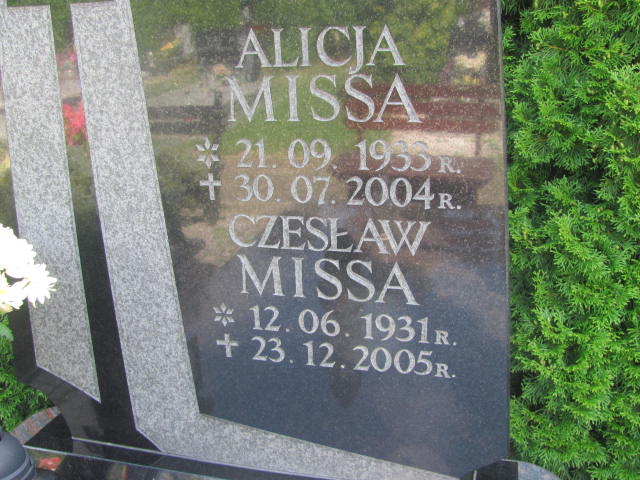 ALICJA
MISSA
* 21. 09. 1933 R.
+ 30. 07. 2004 R.
CZESŁAW
MISSA
* 12. 06. 1931 R.
+ 23. 12. 2005 R.